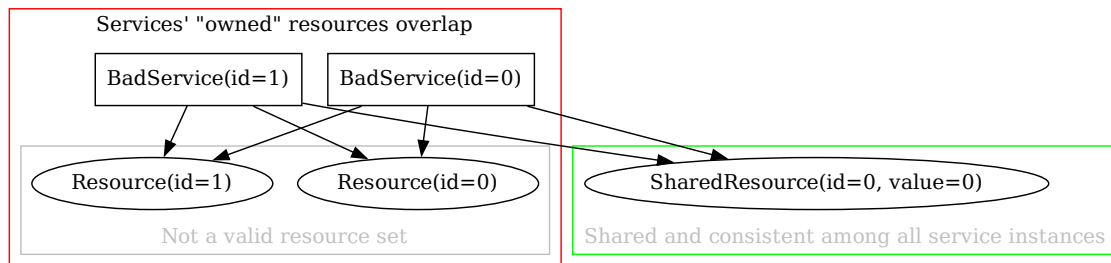 Services' "owned" resources overlap
BadService(id=1)
BadService(id=0)
Resource(id=1)
Resource(id=0)
SharedResource(id=0, value=0)
Not a valid resource set
Shared and consistent among all service instances